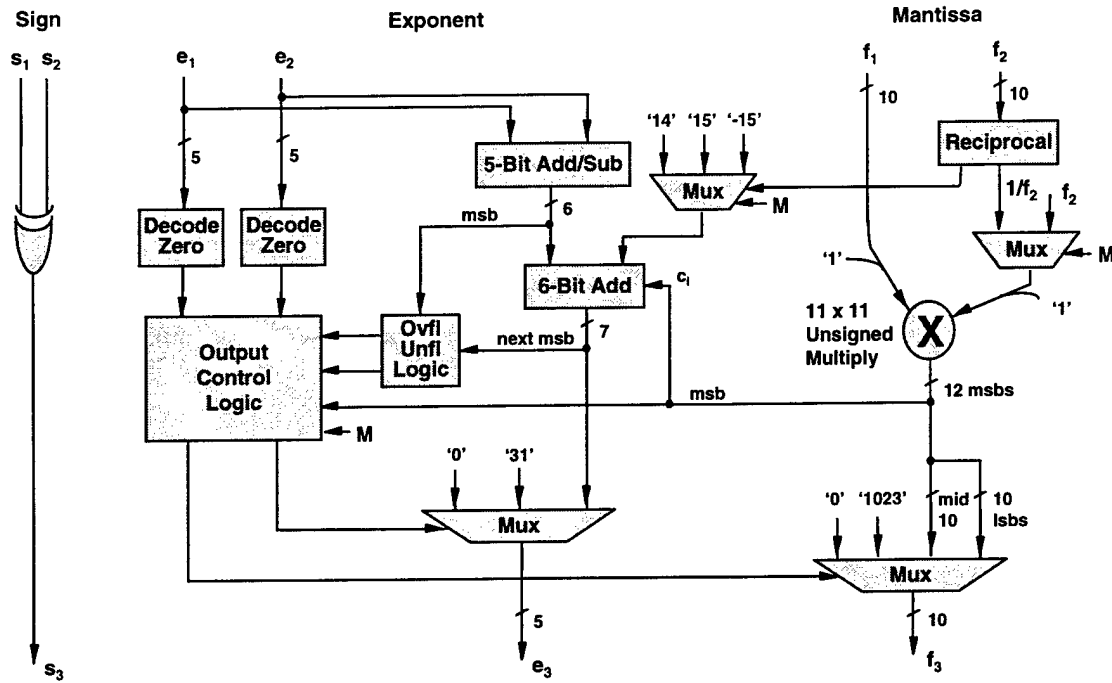 Sign
Exponent
Mantissa
s1 s2
e1
e2
f1
f2
10
10
'14' '15' '-15'
5
5
5-Bit Add/Sub
Reciprocal
Mux
M
6
msb
1/f2
f2
Decode Zero
Decode Zero
Mux
M
6-Bit Add
ci
'1'
'1'
11 x 11
Unsigned
Multiply
X
7
Output
Control
Logic
Ovfl
Unfl
Logic
next msb
12 msbs
msb
M
'0'
'31'
'0' '1023'
mid
10
10
lsbs
Mux
Mux
5
10
s3
e3
f3